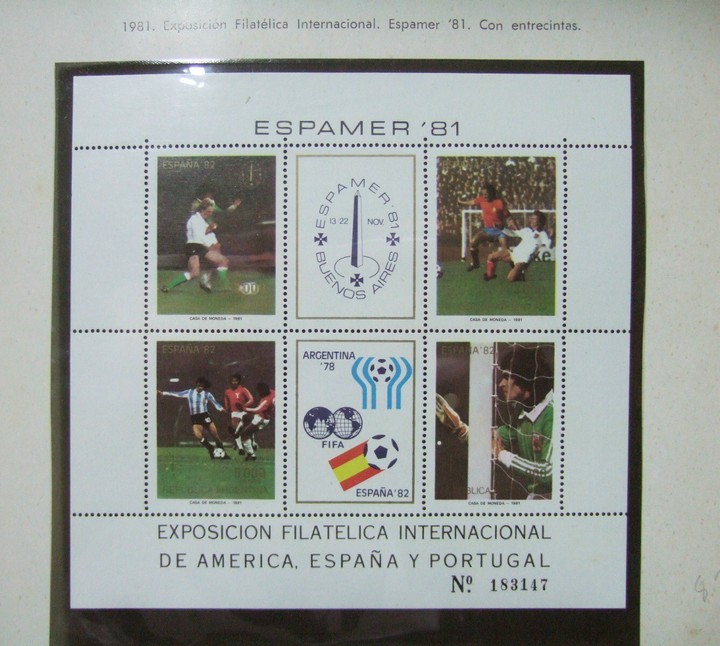 1981. Exposición Filatélica Internacional. Espamer '81. Con entrecintas.
ESPAMER '81
ESPAÑA '82
CASA DE MONEDA - 1981
ESPAMER '81
13-22 NOV.
BUENOS AIRES
CASA DE MONEDA - 1981
ESPAÑA '82
CASA DE MONEDA - 1981
ARGENTINA
'78
FIFA
ESPAÑA '82
ESPAÑA '82
CASA DE MONEDA - 1981
EXPOSICION FILATELICA INTERNACIONAL
DE AMERICA, ESPAÑA Y PORTUGAL
Nº 183147